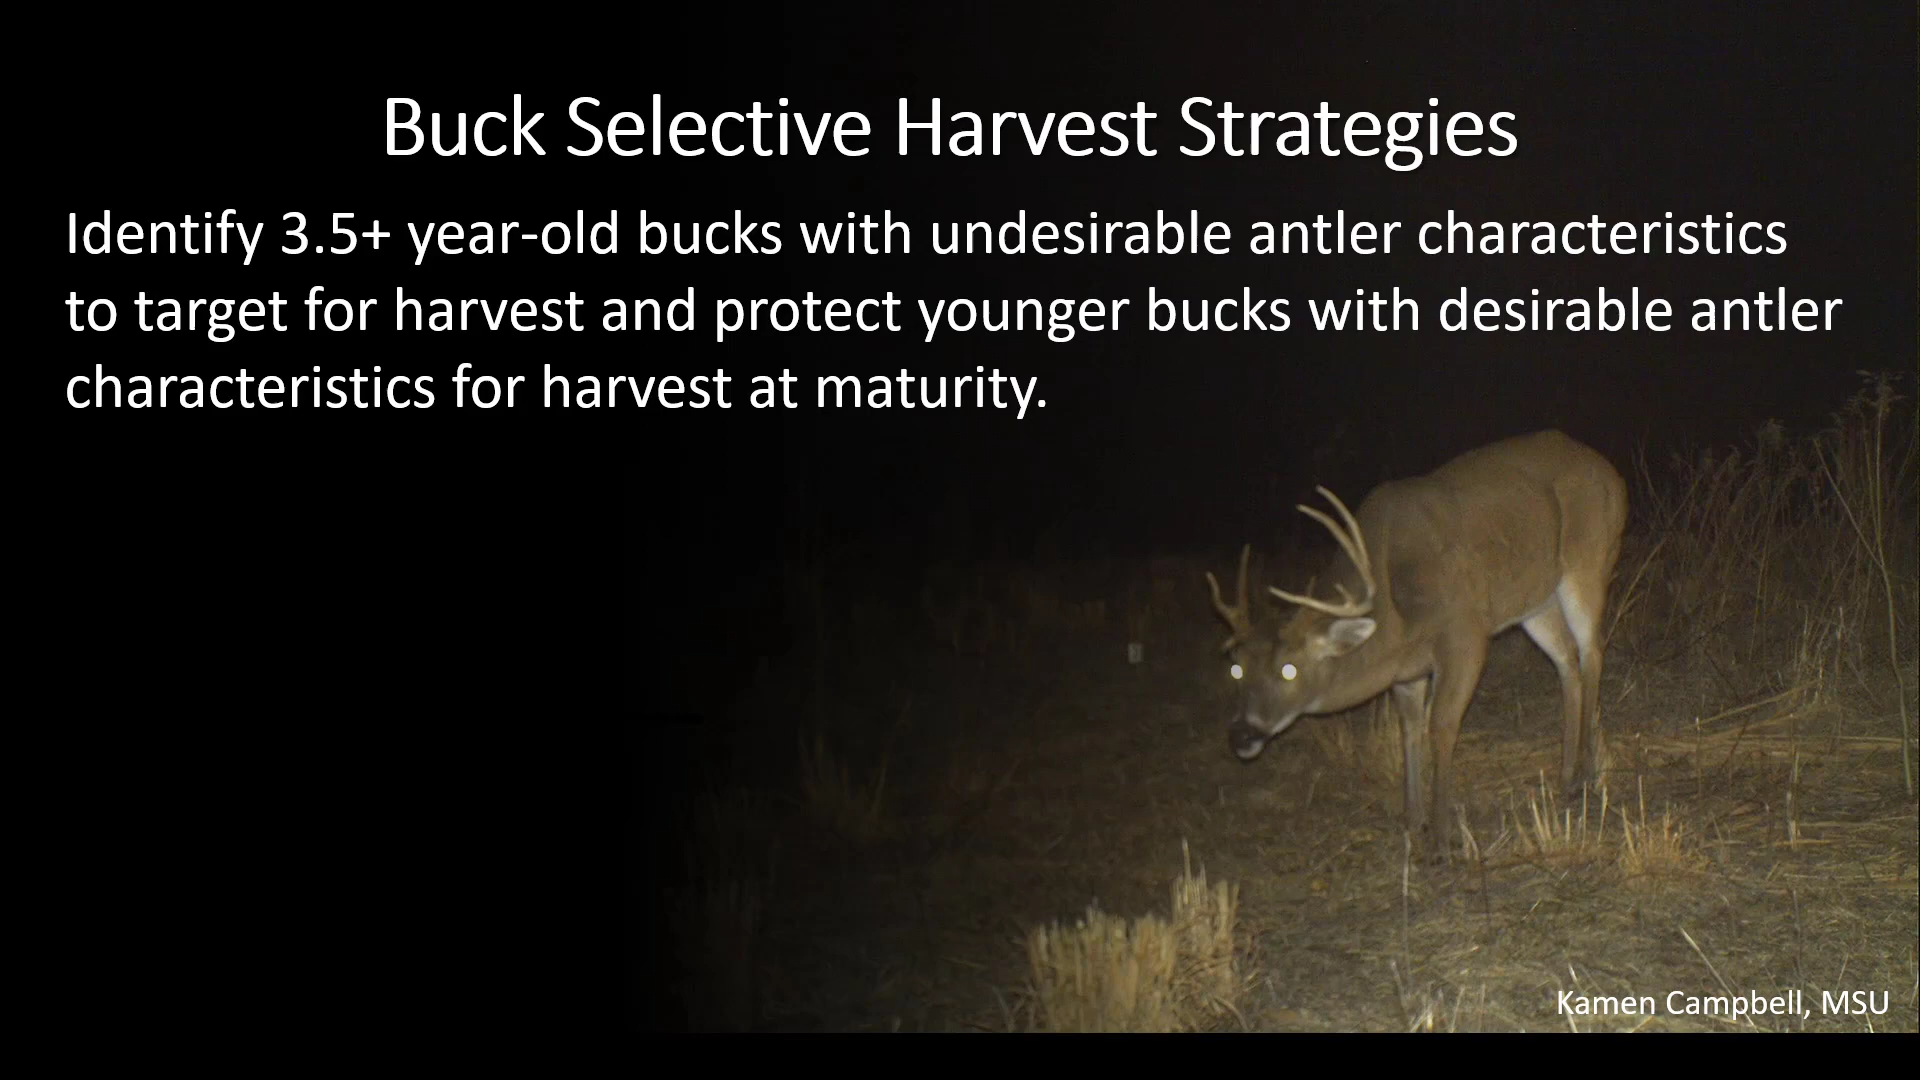 Buck Selective Harvest Strategies
Identify 3.5+ year-old bucks with undesirable antler characteristics
to target for harvest and protect younger bucks with desirable antler
characteristics for harvest at maturity.
Kamen Campbell, MSU